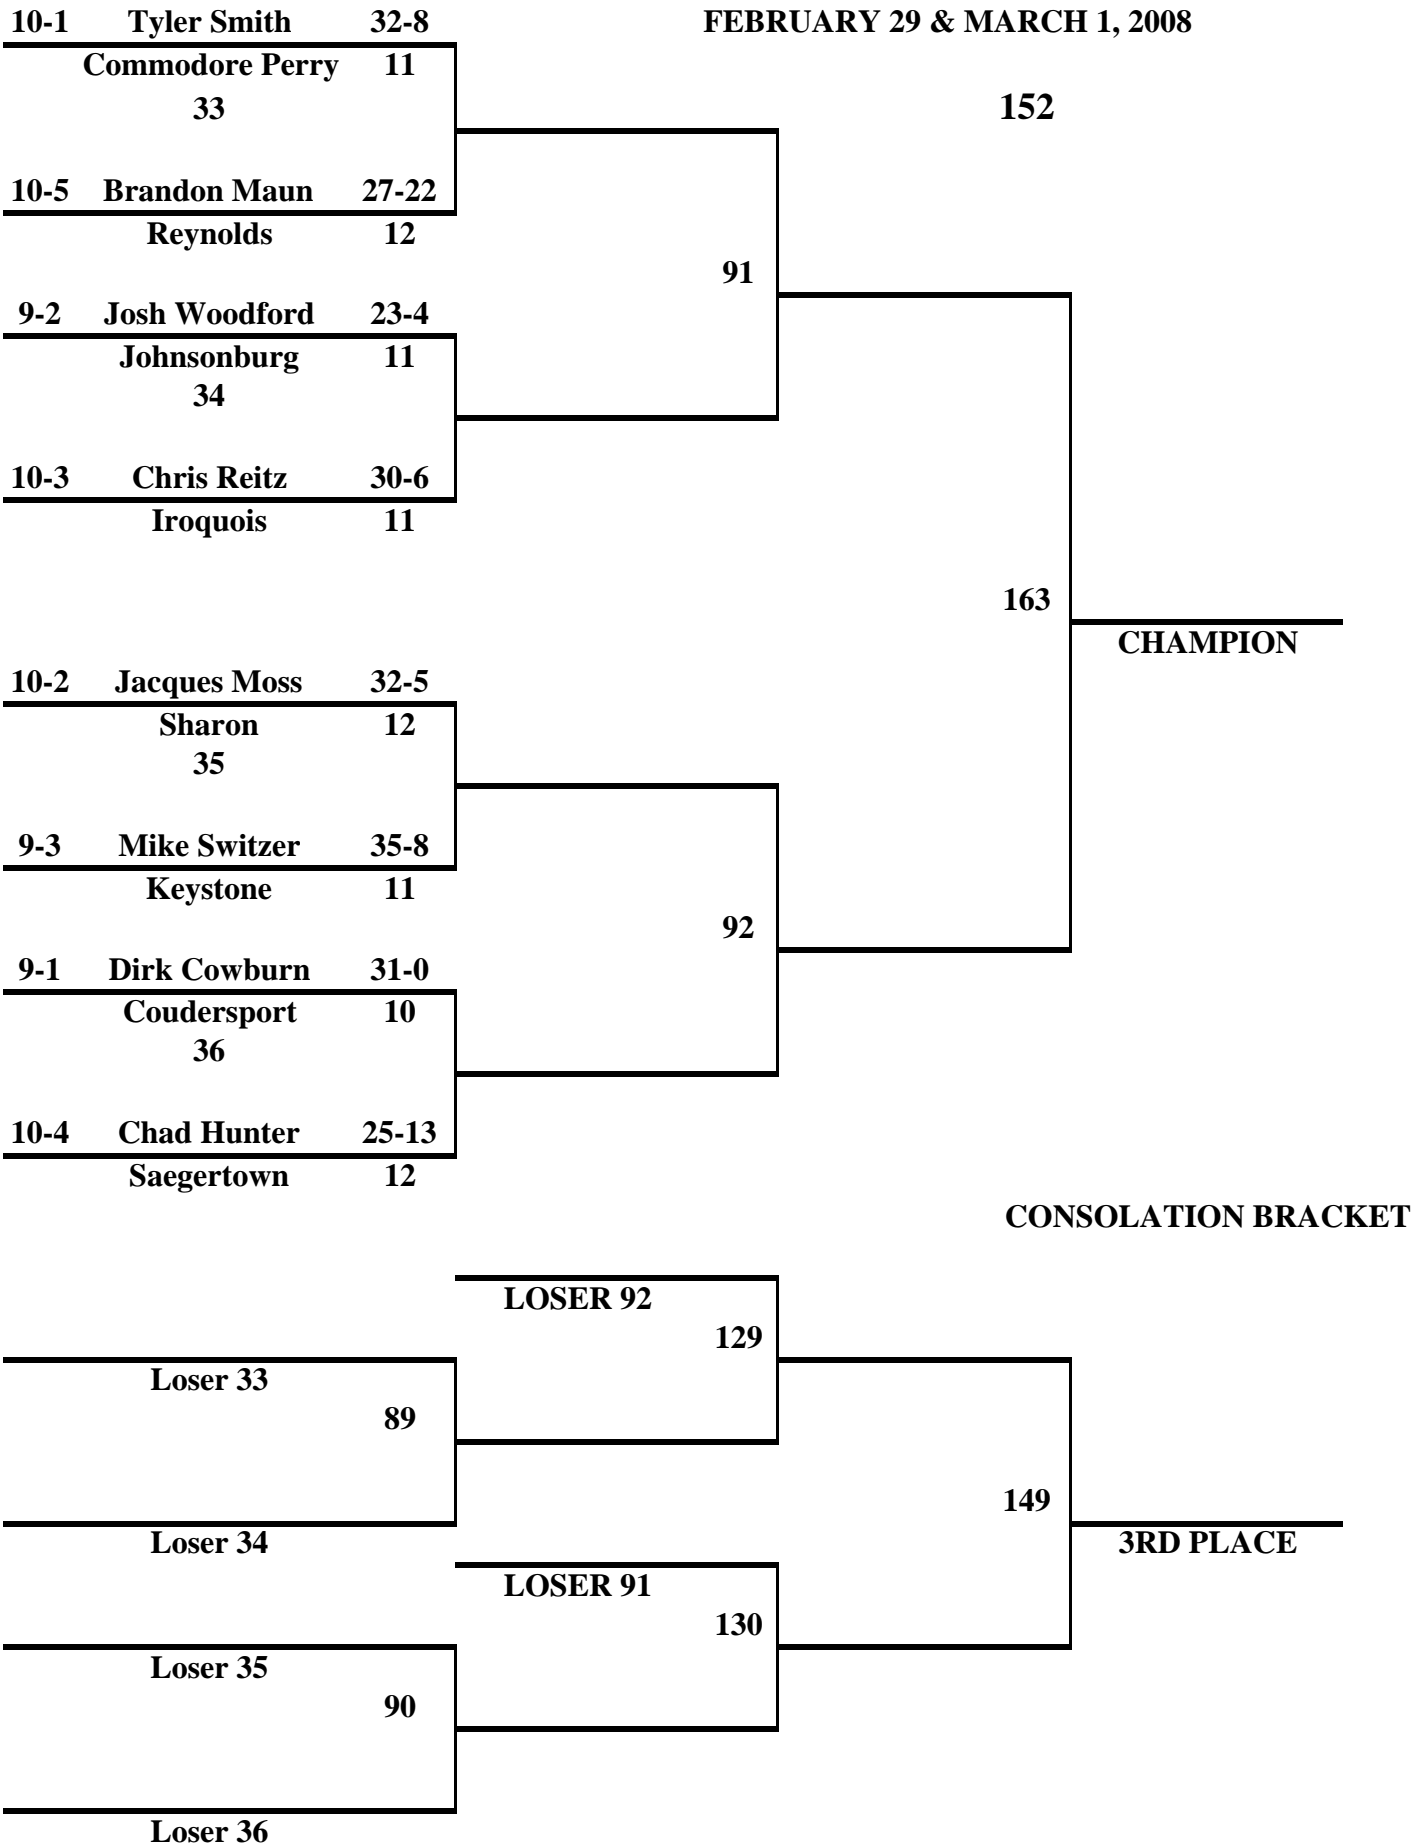 10-1 Tyler Smith 32-8 FEBRUARY 29 & MARCH 1, 2008
Commodore Perry 11
33 152
10-5 Brandon Maun 27-22
Reynolds 12
91
9-2 Josh Woodford 23-4
Johnsonburg 11
34
10-3 Chris Reitz 30-6
Iroquois 11
163
CHAMPION
10-2 Jacques Moss 32-5
Sharon 12
35
9-3 Mike Switzer 35-8
Keystone 11
92
9-1 Dirk Cowburn 31-0
Coudersport 10
36
10-4 Chad Hunter 25-13
Saegertown 12
CONSOLATION BRACKET
LOSER 92
129
Loser 33
89
149
Loser 34 3RD PLACE
LOSER 91
130
Loser 35
90
Loser 36